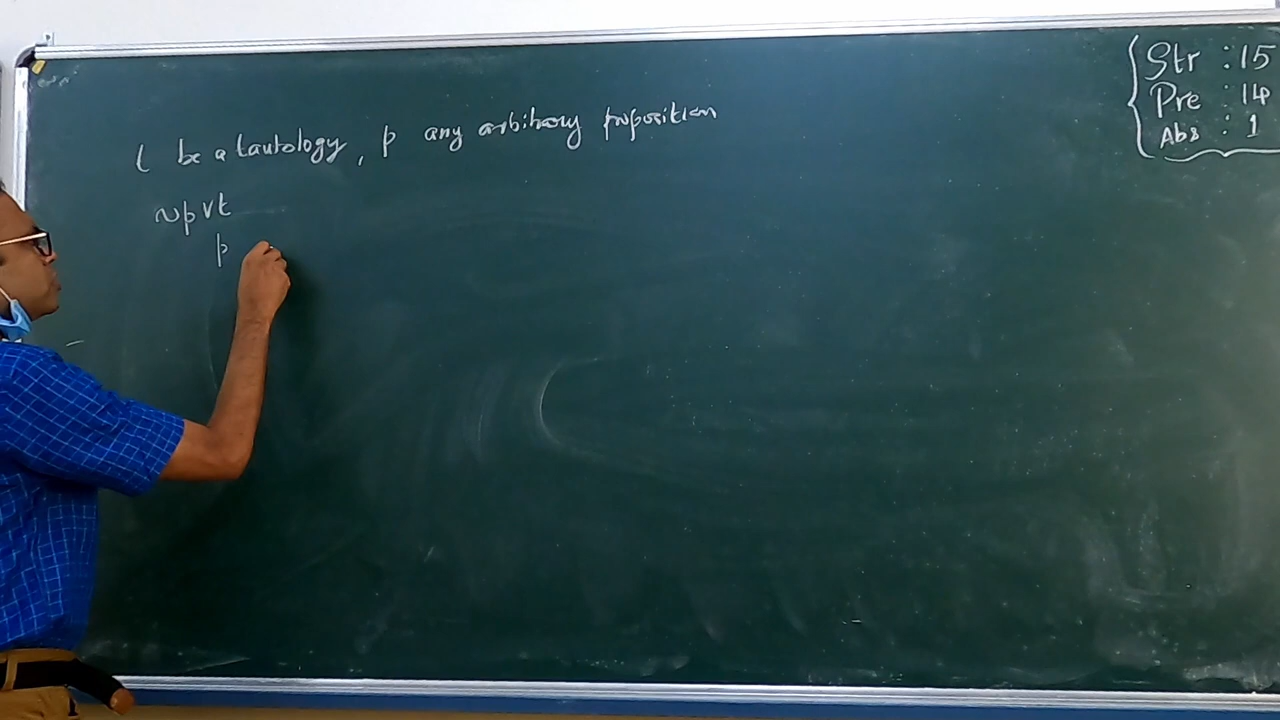 t be a tautology, p any arbitrary proposition
~p∨t
p
Str : 15
Pre : 14
Abs : 1